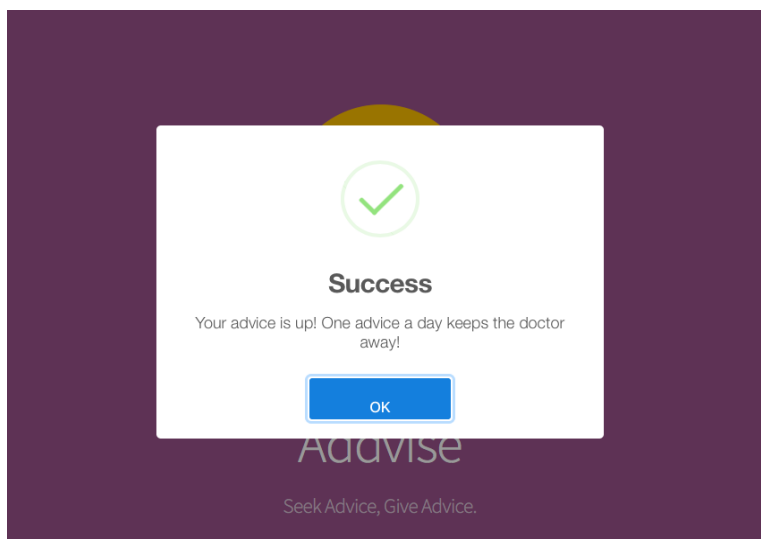 Success
Your advice is up! One advice a day keeps the doctor
away!
OK
Addvise
Seek Advice, Give Advice.